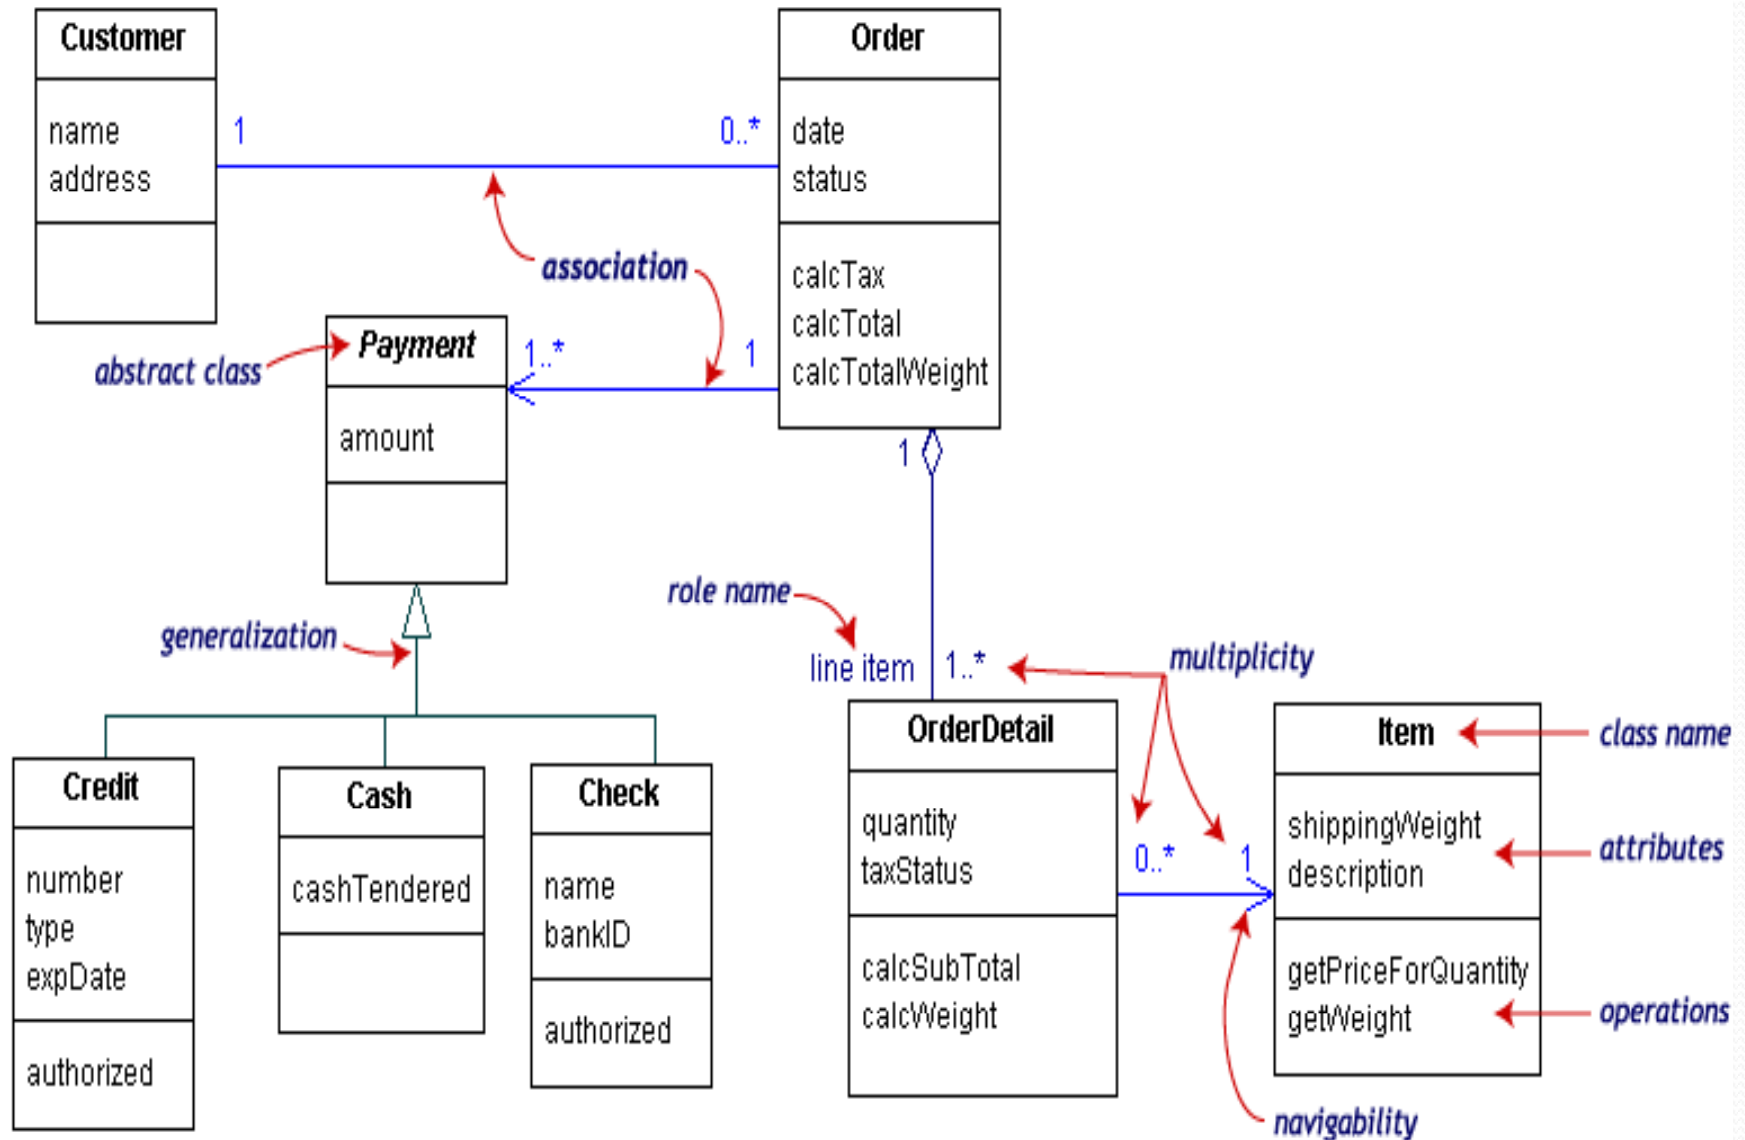 Customer
name
address
1
0..*
Order
date
status
calcTax
calcTotal
calcTotalWeight
association
abstract class
Payment
amount
1..*
1
1
generalization
role name
line item
1..*
multiplicity
Credit
number
type
expDate
authorized
Cash
cashTendered
Check
name
bankID
authorized
OrderDetail
quantity
taxStatus
calcSubTotal
calcWeight
0..*
1
Item
shippingWeight
description
getPriceForQuantity
getWeight
class name
attributes
operations
navigability